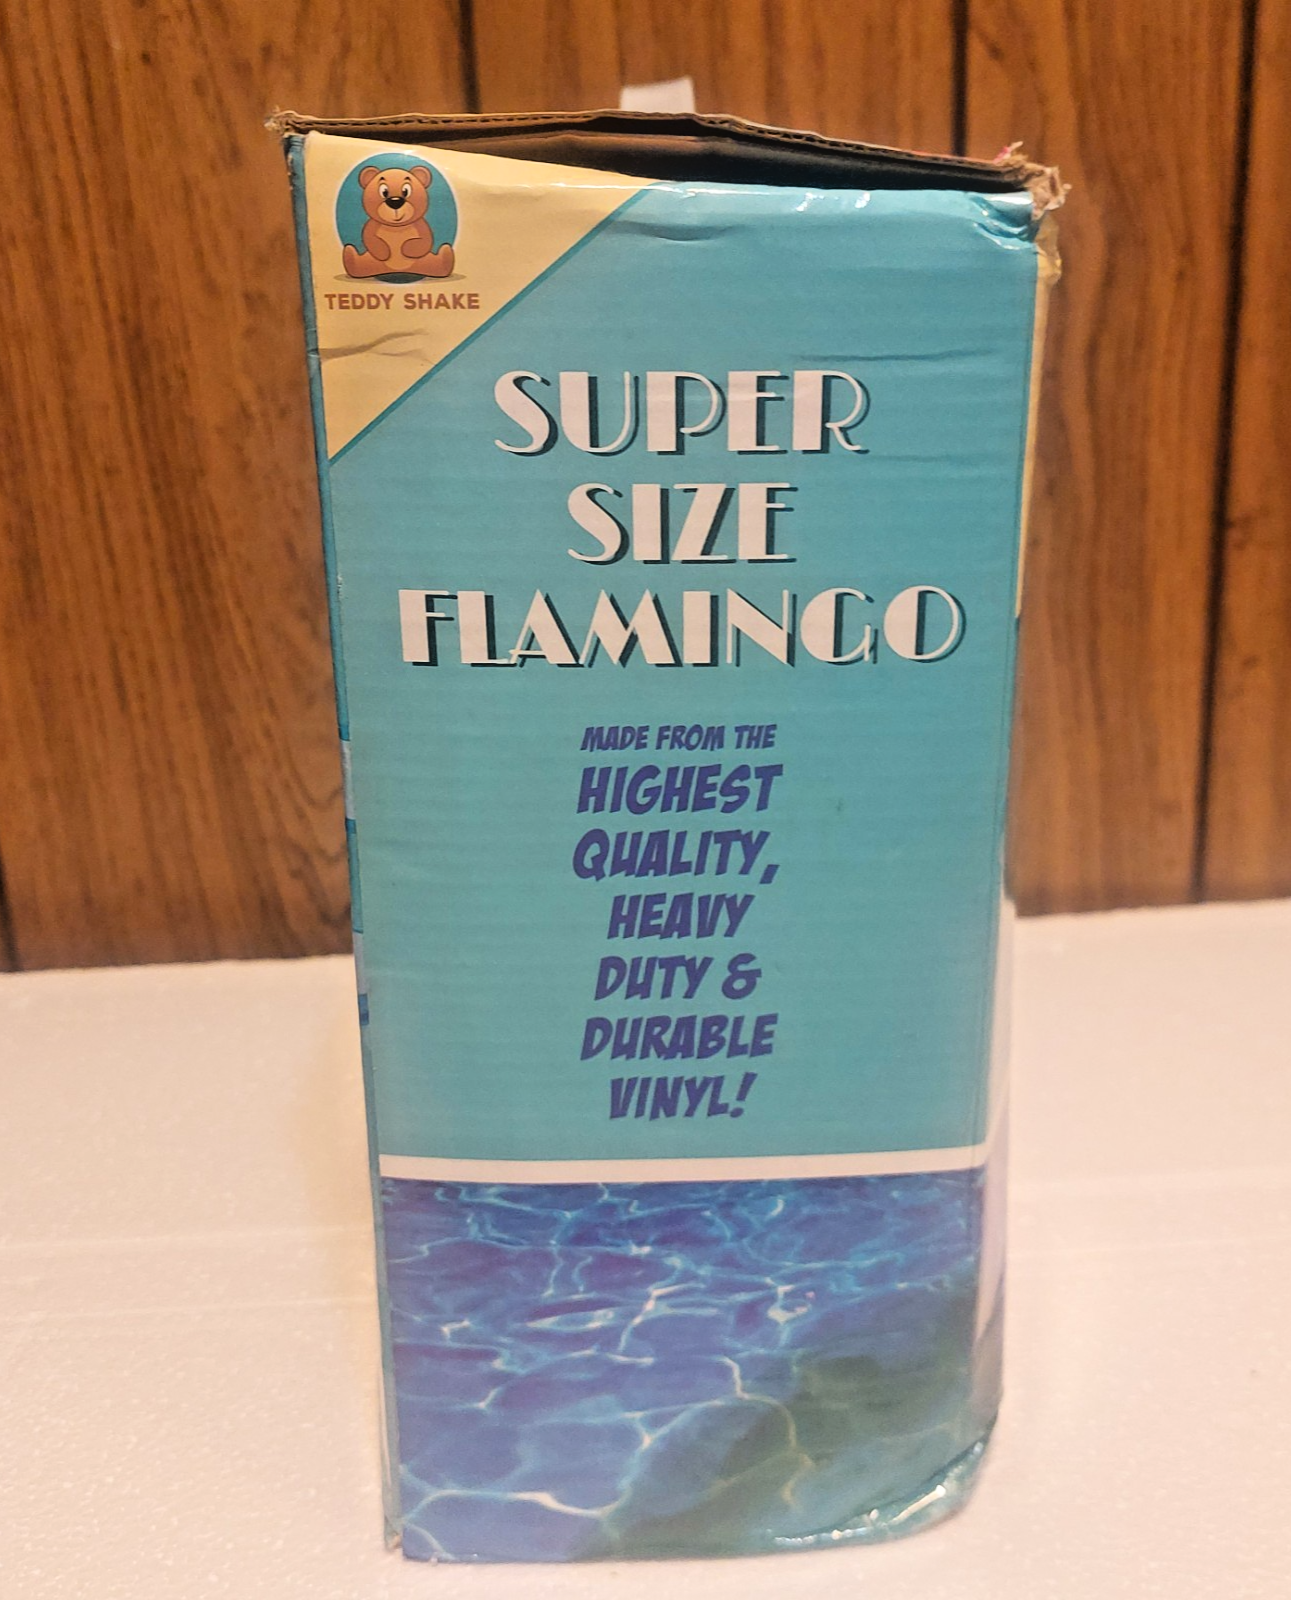 TEDDY SHAKE
SUPER
SIZE
FLAMINGO
MADE FROM THE
HIGHEST
QUALITY,
HEAVY
DUTY &
DURABLE
VINYL!